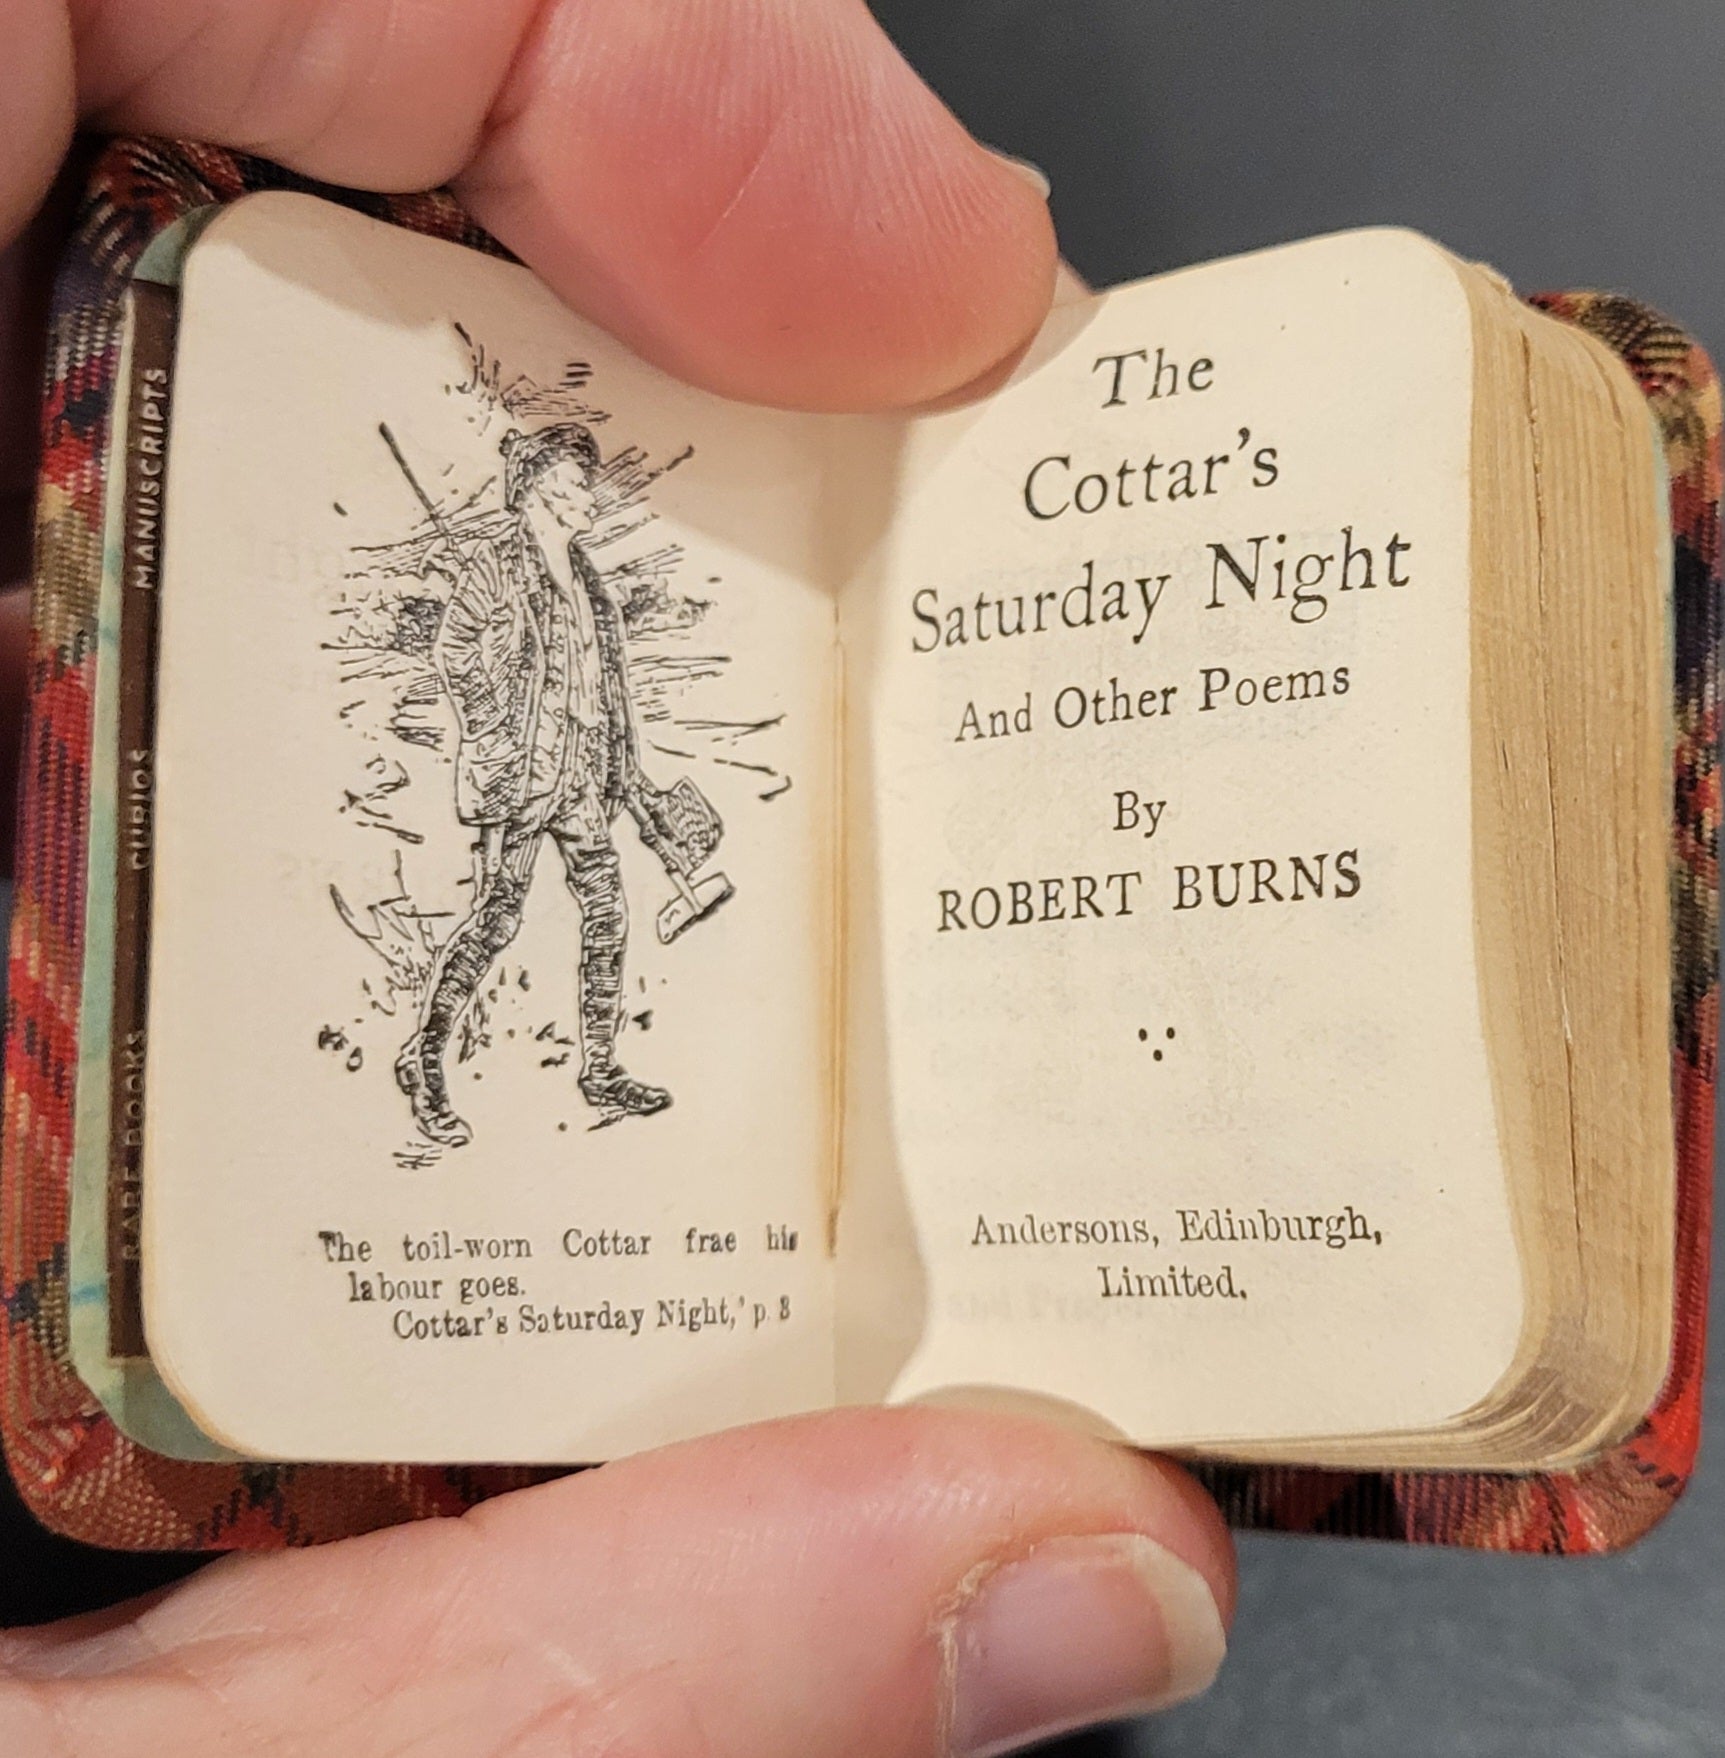 MANUSCRIPTS
CURIOS
RARE BOOKS
The toil-worn Cottar frae his
labour goes.
Cottar's Saturday Night,' p. 8
The
Cottar's
Saturday Night
And Other Poems
By
ROBERT BURNS
Andersons, Edinburgh,
Limited.